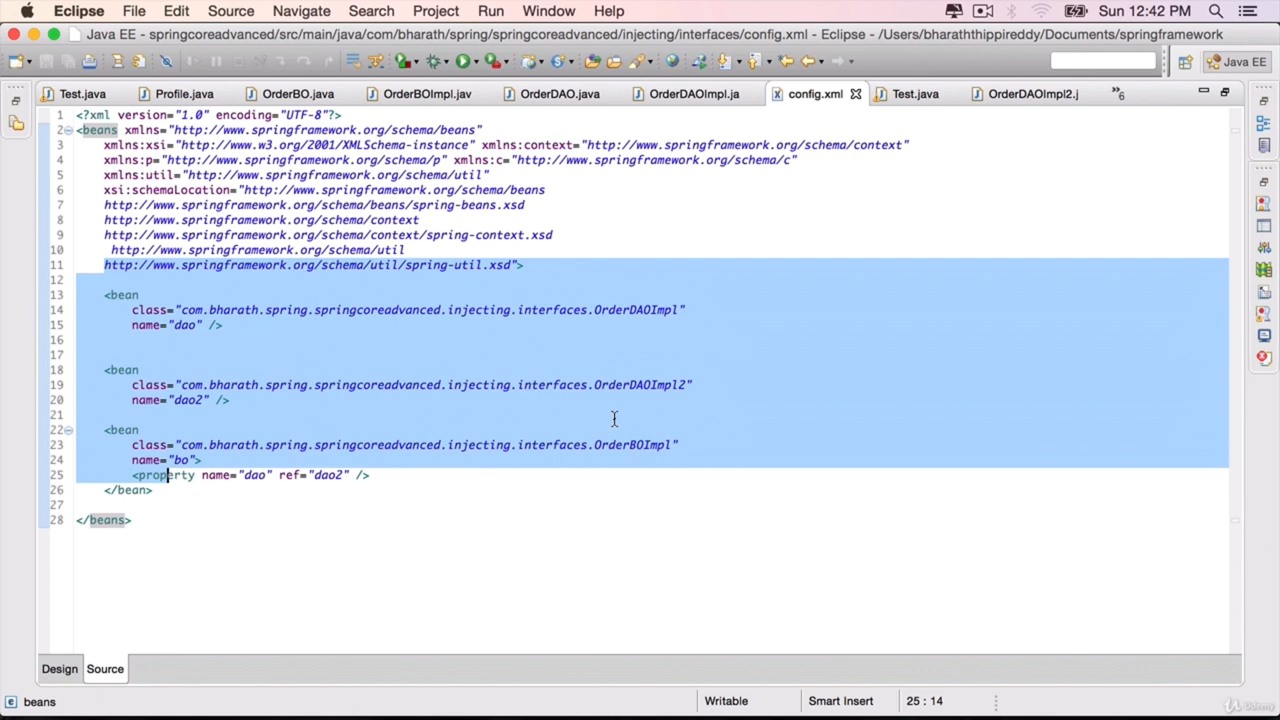 Eclipse File Edit Source Navigate Search Project Run Window Help Sun 12:42 PM
Java EE - springcoreadvanced/src/main/java/com/bharath/spring/springcoreadvanced/injecting/interfaces/config.xml - Eclipse - /Users/bharaththippireddy/Documents/springframework
Java EE
Test.java Profile.java OrderBO.java OrderBOImpl.jav OrderDAO.java OrderDAOImpl.ja config.xml Test.java OrderDAOImpl2.j »6
1 <?xml version="1.0" encoding="UTF-8"?>
2 <beans xmlns="http://www.springframework.org/schema/beans"
3 xmlns:xsi="http://www.w3.org/2001/XMLSchema-instance" xmlns:context="http://www.springframework.org/schema/context"
4 xmlns:p="http://www.springframework.org/schema/p" xmlns:c="http://www.springframework.org/schema/c"
5 xmlns:util="http://www.springframework.org/schema/util"
6 xsi:schemaLocation="http://www.springframework.org/schema/beans
7 http://www.springframework.org/schema/beans/spring-beans.xsd
8 http://www.springframework.org/schema/context
9 http://www.springframework.org/schema/context/spring-context.xsd
10 http://www.springframework.org/schema/util
11 http://www.springframework.org/schema/util/spring-util.xsd">
12
13 <bean
14 class="com.bharath.spring.springcoreadvanced.injecting.interfaces.OrderDAOImpl"
15 name="dao" />
16
17
18 <bean
19 class="com.bharath.spring.springcoreadvanced.injecting.interfaces.OrderDAOImpl2"
20 name="dao2" />
21
22 <bean
23 class="com.bharath.spring.springcoreadvanced.injecting.interfaces.OrderBOImpl"
24 name="bo">
25 <property name="dao" ref="dao2" />
26 </bean>
27
28 </beans>
Design Source
beans Writable Smart Insert 25 : 14
Udemy